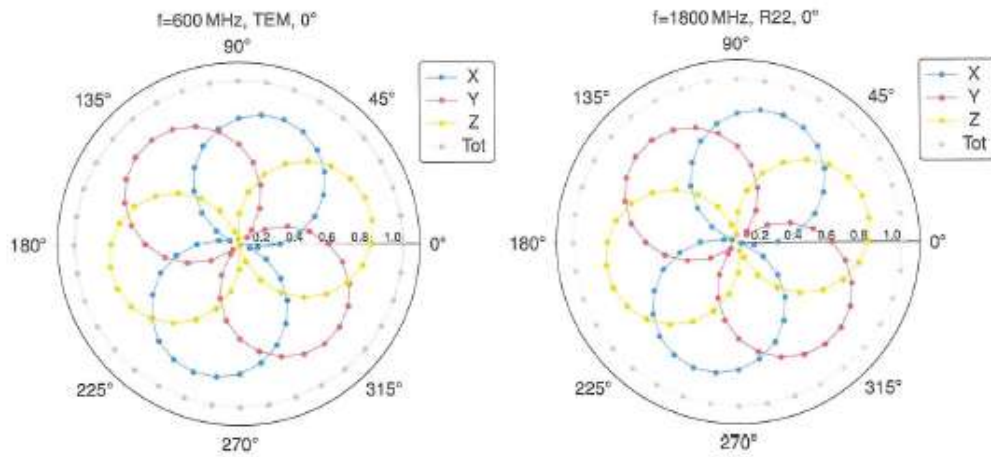 f=600 MHz, TEM, 0°
90°
135°
45°
180°
0.2 0.4 0.6 0.8 1.0
0°
225°
315°
270°
X
Y
Z
Tot
f=1800 MHz, R22, 0°
90°
135°
45°
180°
0.2 0.4 0.6 0.8 1.0
0°
225°
315°
270°
X
Y
Z
Tot